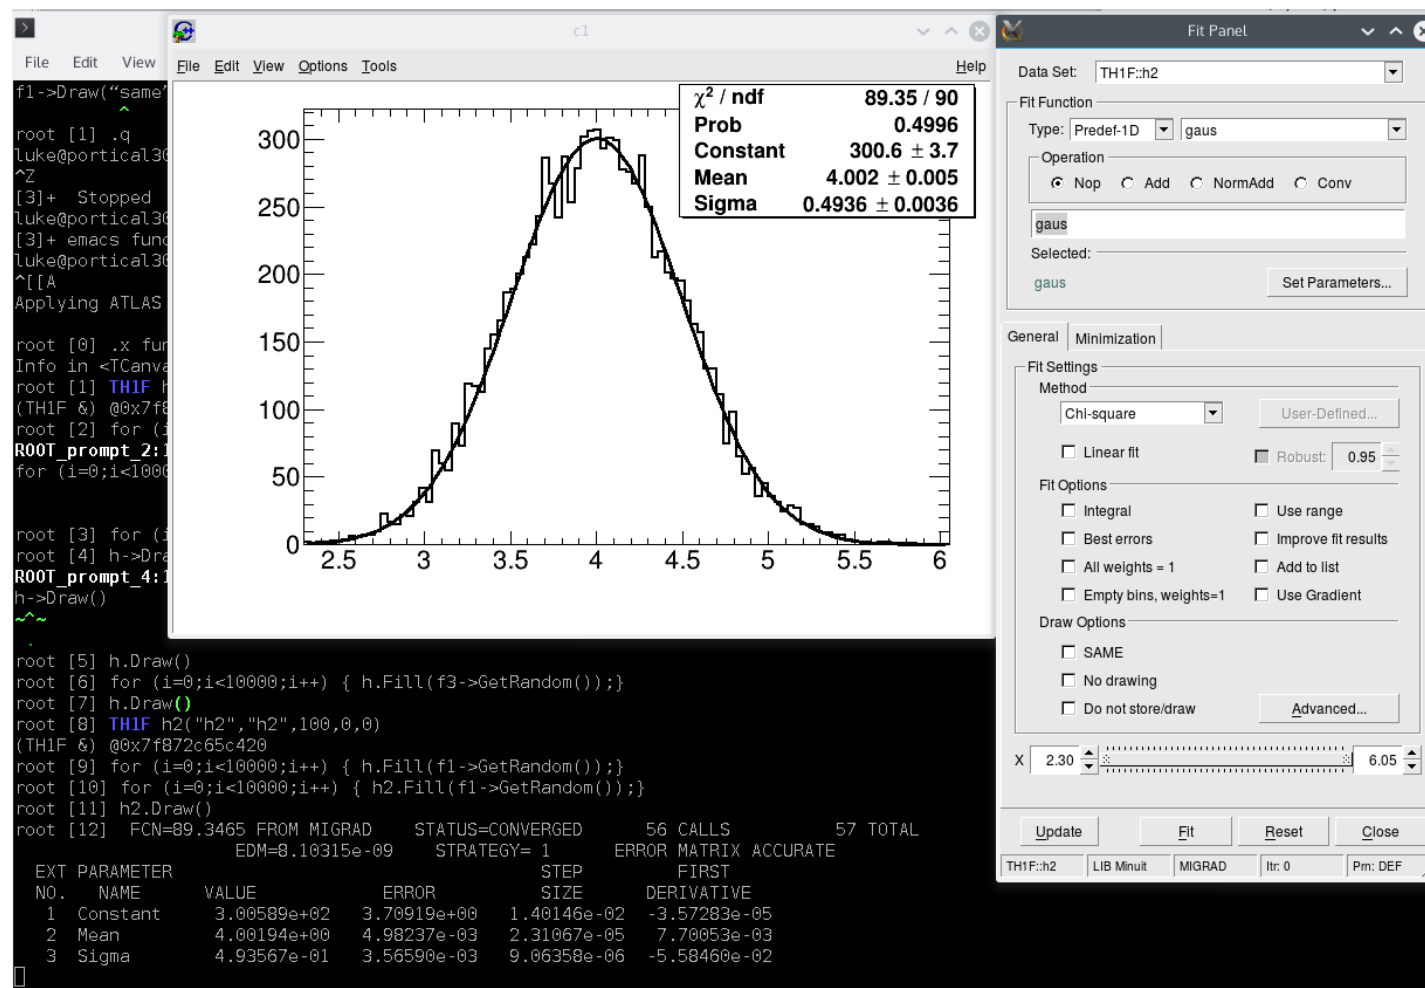 c1
File Edit View Options Tools Help
χ² / ndf 89.35 / 90
Prob 0.4996
Constant 300.6 ± 3.7
Mean 4.002 ± 0.005
Sigma 0.4936 ± 0.0036
300
250
200
150
100
50
0
2.5 3 3.5 4 4.5 5 5.5 6
File Edit View
f1->Draw(“same”
^
root [1] .q
luke@portical30
^Z
[3]+ Stopped
luke@portical30
[3]+ emacs func
luke@portical30
^[[A
Applying ATLAS
root [0] .x fun
Info in <TCanva
root [1] TH1F h
(TH1F &) @0x7f8
root [2] for (i
ROOT_prompt_2:1
for (i=0;i<1000
root [3] for (i
root [4] h->Dra
ROOT_prompt_4:1
h->Draw()
~^~
root [5] h.Draw()
root [6] for (i=0;i<10000;i++) { h.Fill(f3->GetRandom());}
root [7] h.Draw()
root [8] TH1F h2("h2","h2",100,0,0)
(TH1F &) @0x7f872c65c420
root [9] for (i=0;i<10000;i++) { h.Fill(f1->GetRandom());}
root [10] for (i=0;i<10000;i++) { h2.Fill(f1->GetRandom());}
root [11] h2.Draw()
root [12] FCN=89.3465 FROM MIGRAD STATUS=CONVERGED 56 CALLS 57 TOTAL
EDM=8.10315e-09 STRATEGY= 1 ERROR MATRIX ACCURATE
EXT PARAMETER STEP FIRST
NO. NAME VALUE ERROR SIZE DERIVATIVE
1 Constant 3.00589e+02 3.70919e+00 1.40146e-02 -3.57283e-05
2 Mean 4.00194e+00 4.98237e-03 2.31067e-05 7.70053e-03
3 Sigma 4.93567e-01 3.56590e-03 9.06358e-06 -5.58460e-02
Fit Panel
Data Set: TH1F::h2
Fit Function
Type: Predef-1D gaus
Operation
Nop Add NormAdd Conv
gaus
Selected:
gaus Set Parameters...
General Minimization
Fit Settings
Method
Chi-square User-Defined...
Linear fit Robust: 0.95
Fit Options
Integral Use range
Best errors Improve fit results
All weights = 1 Add to list
Empty bins, weights=1 Use Gradient
Draw Options
SAME
No drawing
Do not store/draw Advanced...
X 2.30 6.05
Update Fit Reset Close
TH1F::h2 LIB Minuit MIGRAD Itr: 0 Prn: DEF